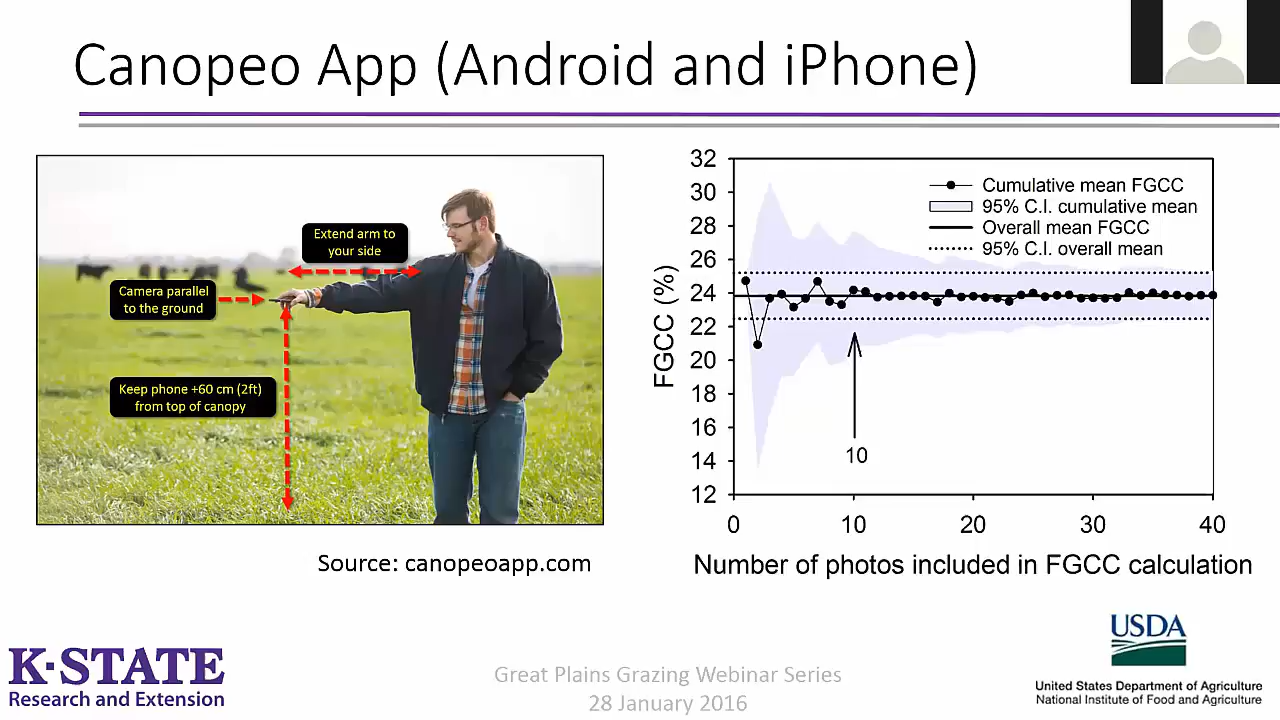 Canopeo App (Android and iPhone)
Extend arm to
your side
Camera parallel
to the ground
Keep phone +60 cm (2ft)
from top of canopy
Source: canopeoapp.com
FGCC (%)
32
30
28
26
24
22
20
18
16
14
12
Cumulative mean FGCC
95% C.I. cumulative mean
Overall mean FGCC
95% C.I. overall mean
10
0 10 20 30 40
Number of photos included in FGCC calculation
K-STATE
Research and Extension
Great Plains Grazing Webinar Series
28 January 2016
USDA
United States Department of Agriculture
National Institute of Food and Agriculture